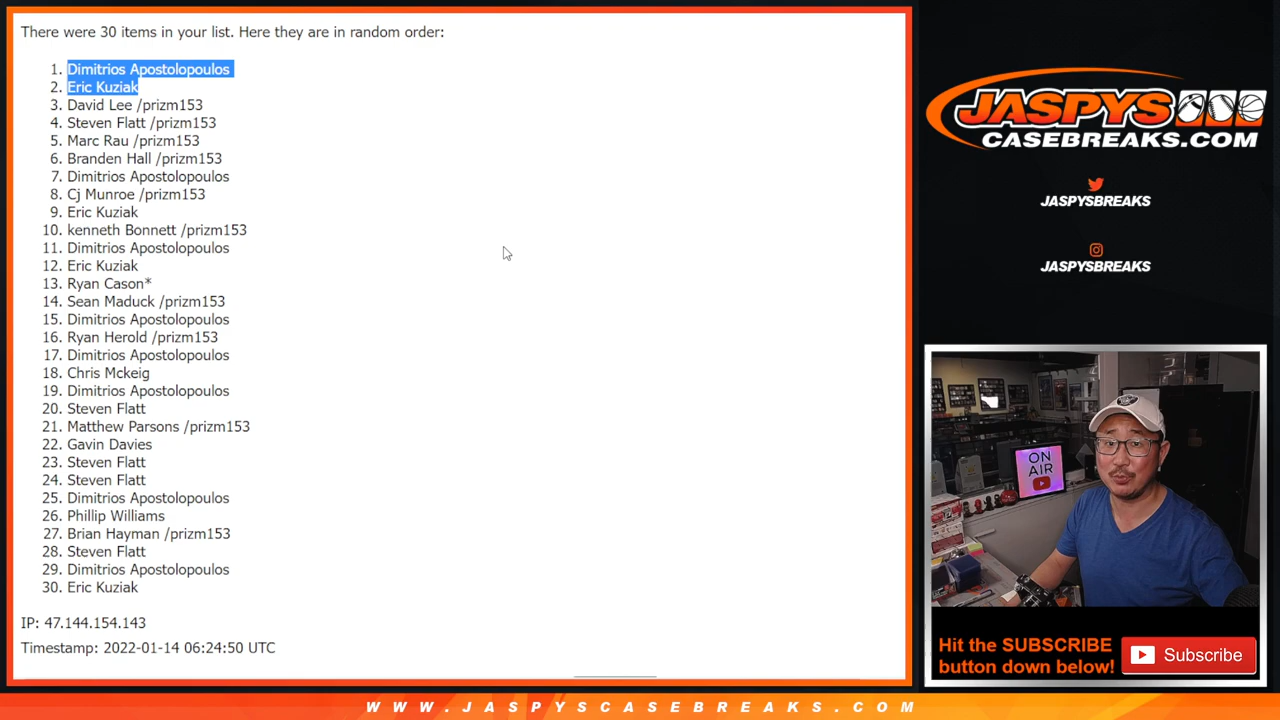 There were 30 items in your list. Here they are in random order:
1. Dimitrios Apostolopoulos
2. Eric Kuziak
3. David Lee /prizm153
4. Steven Flatt /prizm153
5. Marc Rau /prizm153
6. Branden Hall /prizm153
7. Dimitrios Apostolopoulos
8. Cj Munroe /prizm153
9. Eric Kuziak
10. kenneth Bonnett /prizm153
11. Dimitrios Apostolopoulos
12. Eric Kuziak
13. Ryan Cason*
14. Sean Maduck /prizm153
15. Dimitrios Apostolopoulos
16. Ryan Herold /prizm153
17. Dimitrios Apostolopoulos
18. Chris Mckeig
19. Dimitrios Apostolopoulos
20. Steven Flatt
21. Matthew Parsons /prizm153
22. Gavin Davies
23. Steven Flatt
24. Steven Flatt
25. Dimitrios Apostolopoulos
26. Phillip Williams
27. Brian Hayman /prizm153
28. Steven Flatt
29. Dimitrios Apostolopoulos
30. Eric Kuziak
IP: 47.144.154.143
Timestamp: 2022-01-14 06:24:50 UTC
JASPYS
CASEBREAKS.COM
JASPYSBREAKS
JASPYSBREAKS
ON
AIR
Hit the SUBSCRIBE
button down below!
Subscribe
WWW.JASPYSCASEBREAKS.COM